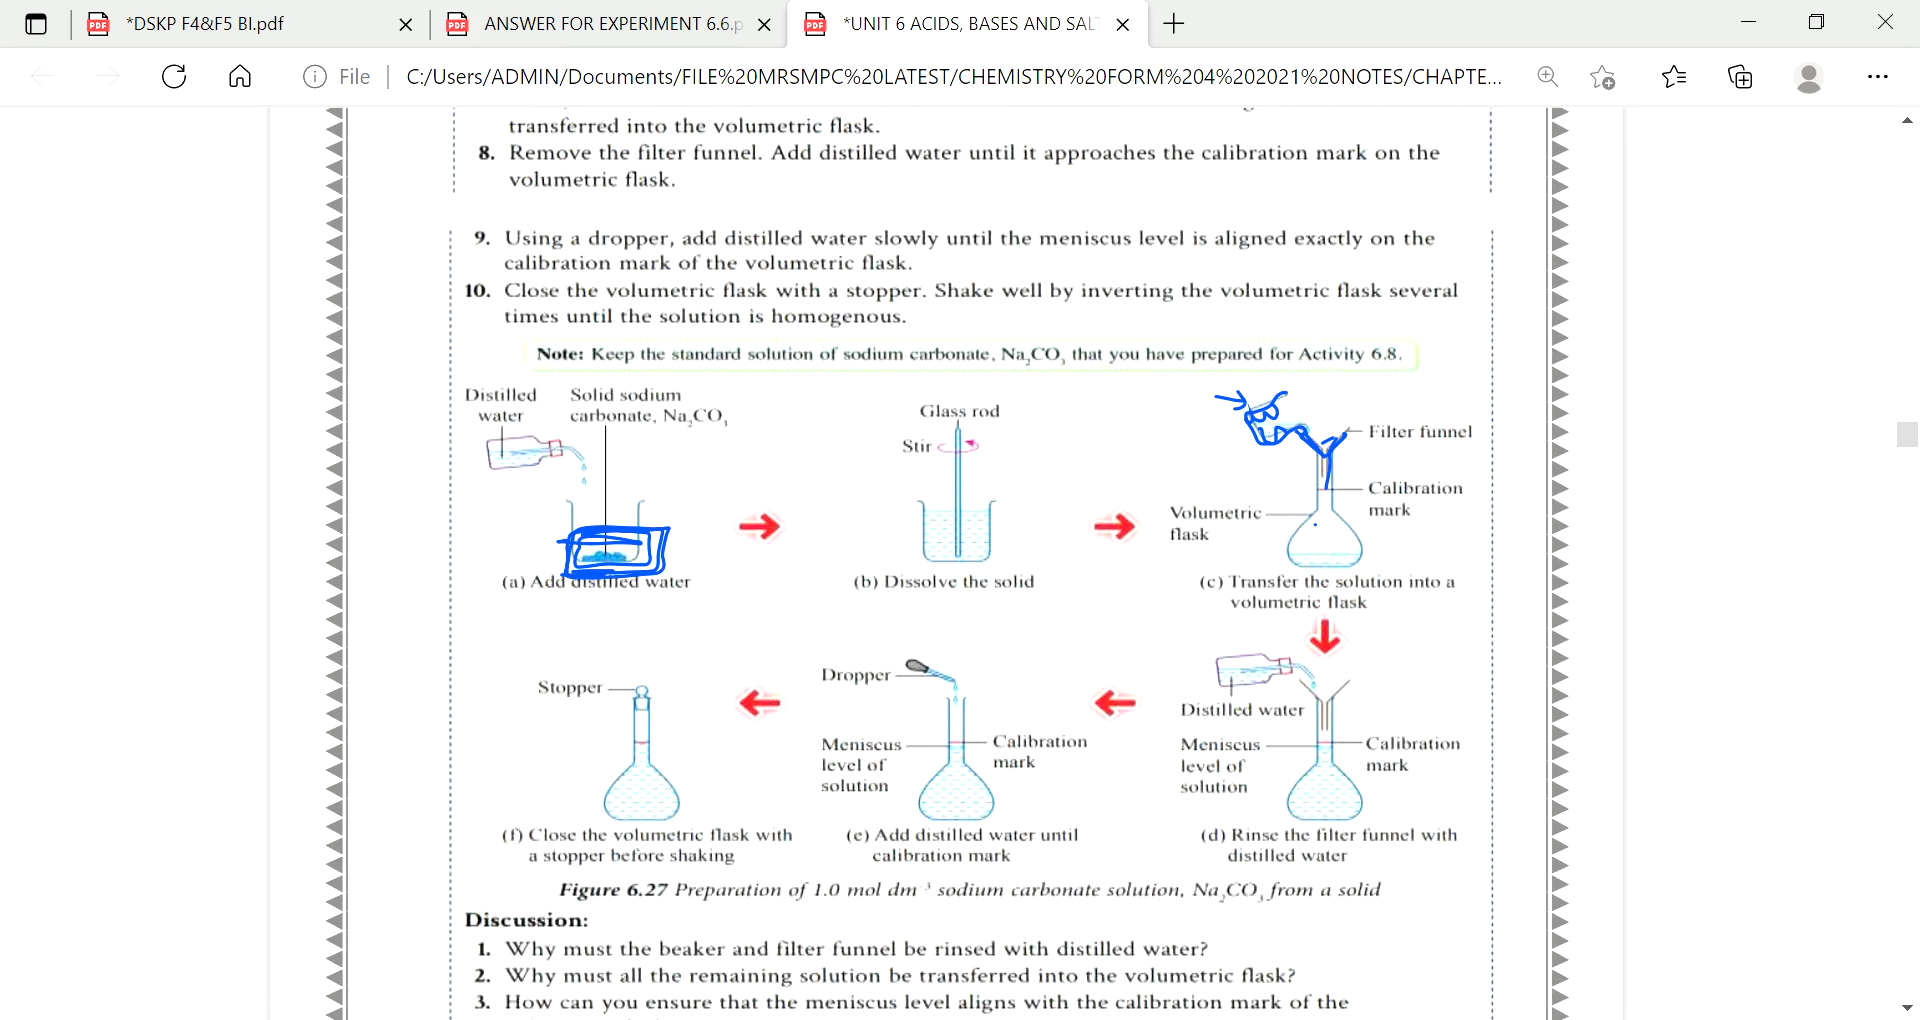 *DSKP F4&F5 BI.pdf
ANSWER FOR EXPERIMENT 6.6.p
*UNIT 6 ACIDS, BASES AND SAL
File
C:/Users/ADMIN/Documents/FILE%20MRSMPC%20LATEST/CHEMISTRY%20FORM%204%202021%20NOTES/CHAPTE...
transferred into the volumetric flask.
8. Remove the filter funnel. Add distilled water until it approaches the calibration mark on the
volumetric flask.
9. Using a dropper, add distilled water slowly until the meniscus level is aligned exactly on the
calibration mark of the volumetric flask.
10. Close the volumetric flask with a stopper. Shake well by inverting the volumetric flask several
times until the solution is homogenous.
Note: Keep the standard solution of sodium carbonate, Na₂CO₃ that you have prepared for Activity 6.8.
Distilled
water
Solid sodium
carbonate, Na₂CO₃
(a) Add distilled water
Glass rod
Stir
(b) Dissolve the solid
Filter funnel
Calibration
mark
Volumetric
flask
(c) Transfer the solution into a
volumetric flask
Distilled water
Meniscus
level of
solution
Calibration
mark
(d) Rinse the filter funnel with
distilled water
Dropper
Meniscus
level of
solution
Calibration
mark
(e) Add distilled water until
calibration mark
Stopper
(f) Close the volumetric flask with
a stopper before shaking
Figure 6.27 Preparation of 1.0 mol dm⁻³ sodium carbonate solution, Na₂CO₃ from a solid
Discussion:
1. Why must the beaker and filter funnel be rinsed with distilled water?
2. Why must all the remaining solution be transferred into the volumetric flask?
3. How can you ensure that the meniscus level aligns with the calibration mark of the